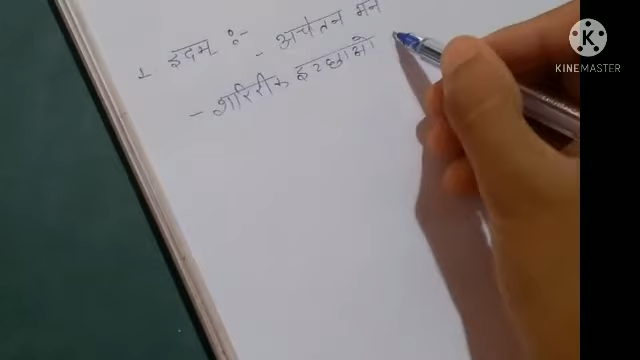 1 इदम :- - अचेतन मन
- शारिरीक इच्छाओ
KINEMASTER